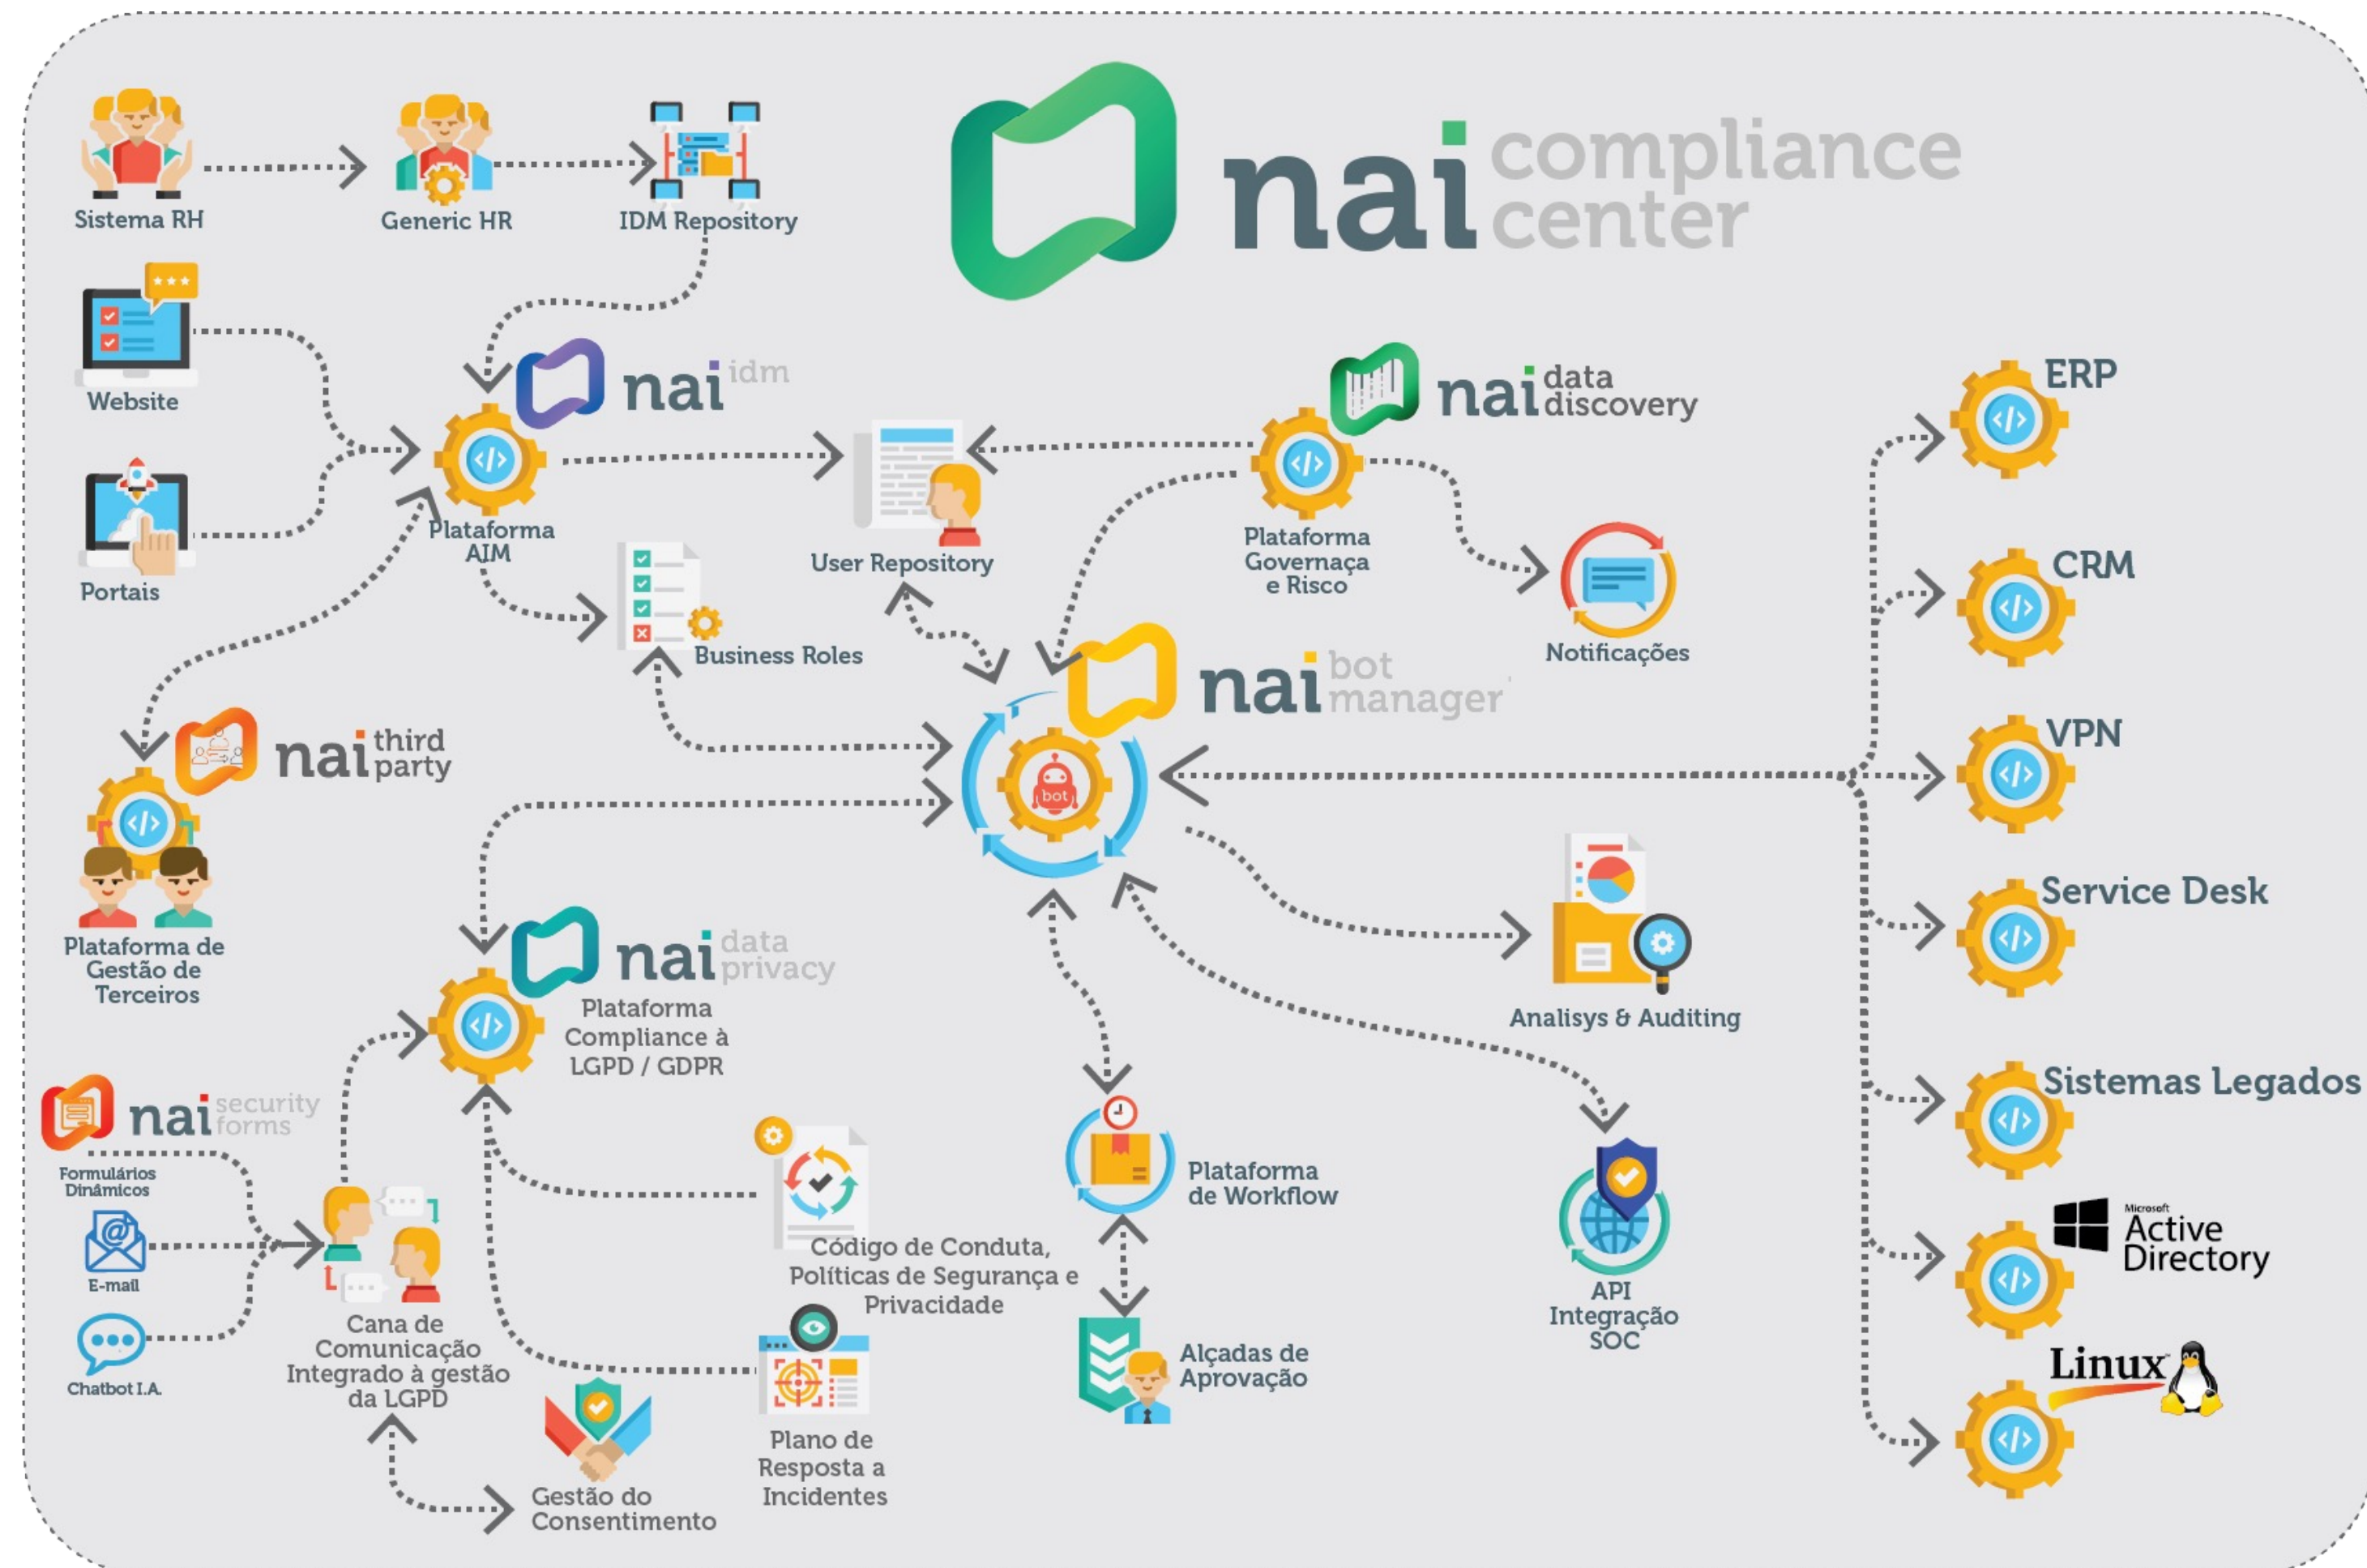 nai compliance
center
Sistema RH
Generic HR
IDM Repository
Website
Portais
nai idm
Plataforma
AIM
User Repository
Business Roles
nai data
discovery
Plataforma
Governaça
e Risco
Notificações
nai bot
manager
bot
nai third
party
Plataforma de
Gestão de
Terceiros
nai data
privacy
Plataforma
Compliance à
LGPD / GDPR
nai security
forms
Formulários
Dinâmicos
E-mail
Chatbot I.A.
Cana de
Comunicação
Integrado à gestão
da LGPD
Gestão do
Consentimento
Código de Conduta,
Políticas de Segurança e
Privacidade
Plano de
Resposta a
Incidentes
Plataforma
de Workflow
Alçadas de
Aprovação
Analisys & Auditing
API
Integração
SOC
ERP
CRM
VPN
Service Desk
Sistemas Legados
Microsoft
Active
Directory
Linux